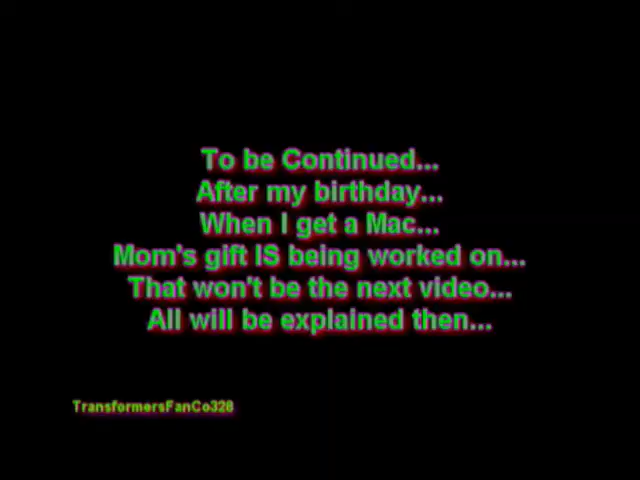 To be Continued...
After my birthday...
When I get a Mac...
Mom's gift IS being worked on...
That won't be the next video...
All will be explained then...
TransformersFanCo328